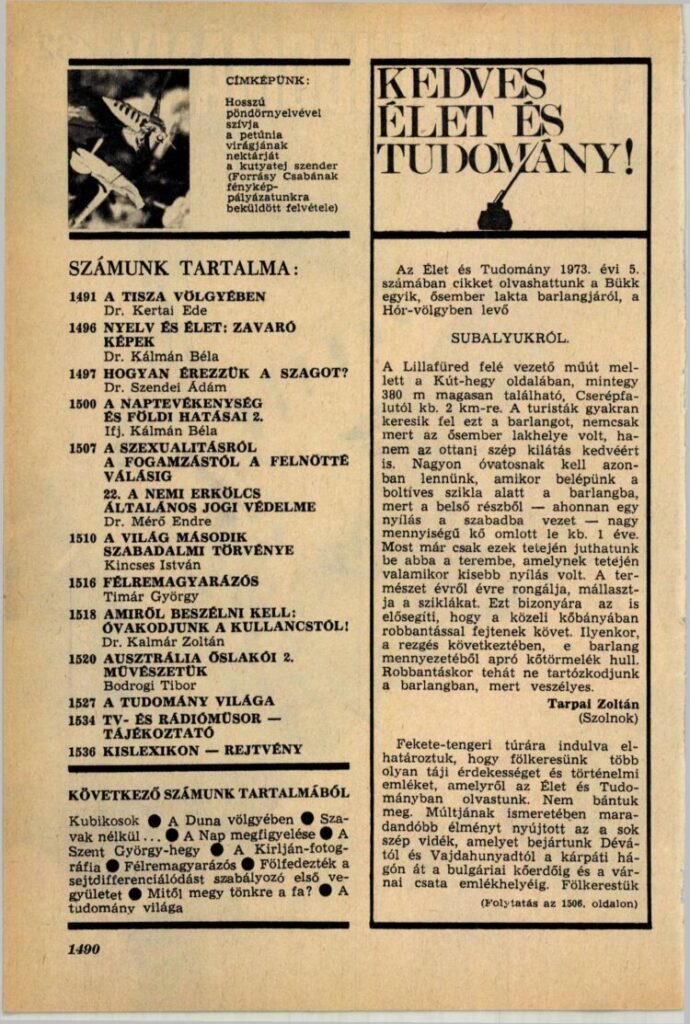 CÍMKÉPÜNK:
Hosszú
pöndörnyelvével
szívja
a petúnia
virágjának
nektárját
a kutyatej szender
(Forrásy Csabának
fénykép-
pályázatunkra
beküldött felvétele)
SZÁMUNK TARTALMA:
1491 A TISZA VÖLGYÉBEN
Dr. Kertai Ede
1496 NYELV ÉS ÉLET: ZAVARÓ
KÉPEK
Dr. Kálmán Béla
1497 HOGYAN ÉREZZÜK A SZAGOT?
Dr. Szendei Ádám
1500 A NAPTEVÉKENYSÉG
ÉS FÖLDI HATÁSAI 2.
Ifj. Kálmán Béla
1507 A SZEXUALITÁSRÓL
A FOGAMZÁSTÓL A FELNŐTTÉ
VÁLÁSIG
22. A NEMI ERKÖLCS
ÁLTALÁNOS JOGI VÉDELME
Dr. Mérő Endre
1510 A VILÁG MÁSODIK
SZABADALMI TÖRVÉNYE
Kincses István
1516 FÉLREMAGYARÁZÓS
Timár György
1518 AMIRŐL BESZÉLNI KELL:
ÓVAKODJUNK A KULLANCSTÓL!
Dr. Kalmár Zoltán
1520 AUSZTRÁLIA ŐSLAKÓI 2.
MŰVÉSZETÜK
Bodrogi Tibor
1527 A TUDOMÁNY VILÁGA
1534 TV- ÉS RÁDIÓMŰSOR —
TÁJÉKOZTATÓ
1536 KISLEXIKON — REJTVÉNY
KÖVETKEZŐ SZÁMUNK TARTALMÁBÓL
Kubikosok ● A Duna völgyében ● Sza-
vak nélkül... ● A Nap megfigyelése ● A
Szent György-hegy ● A Kirlján-fotog-
ráfia ● Félremagyarázós ● Fölfedezték a
sejtdifferenciálódást szabályozó első ve-
gyületet ● Mitől megy tönkre a fa? ● A
tudomány világa
1490
KEDVES
ÉLET ÉS
TUDOMÁNY!
Az Élet és Tudomány 1973. évi 5.
számában cikket olvashattunk a Bükk
egyik, ősember lakta barlangjáról, a
Hór-völgyben levő
SUBALYUKRÓL.
A Lillafüred felé vezető műút mel-
lett a Kút-hegy oldalában, mintegy
380 m magasan található, Cserépfa-
lutól kb. 2 km-re. A turisták gyakran
keresik fel ezt a barlangot, nemcsak
mert az ősember lakhelye volt, ha-
nem az ottani szép kilátás kedvéért
is. Nagyon óvatosnak kell azon-
ban lennünk, amikor belépünk a
boltíves szikla alatt a barlangba,
mert a belső részből — ahonnan egy
nyílás a szabadba vezet — nagy
mennyiségű kő omlott le kb. 1 éve.
Most már csak ezek tetején juthatunk
be abba a terembe, amelynek tetején
valamikor kisebb nyílás volt. A ter-
mészet évről évre rongálja, mállaszt-
ja a sziklákat. Ezt bizonyára az is
elősegíti, hogy a közeli kőbányában
robbantással fejtenek követ. Ilyenkor,
a rezgés következtében, e barlang
mennyezetéből apró kőtörmelék hull.
Robbantáskor tehát ne tartózkodjunk
a barlangban, mert veszélyes.
Tarpai Zoltán
(Szolnok)
Fekete-tengeri túrára indulva el-
határoztuk, hogy fölkeresünk több
olyan táji érdekességet és történelmi
emléket, amelyről az Élet és Tudo-
mányban olvastunk. Nem bántuk
meg. Múltjának ismeretében mara-
dandóbb élményt nyújtott az a sok
szép vidék, amelyet bejártunk Dévá-
tól és Vajdahunyadtól a kárpáti há-
gón át a bulgáriai kőerdőig és a vár-
nai csata emlékhelyéig. Fölkerestük
(Folytatás az 1506. oldalon)